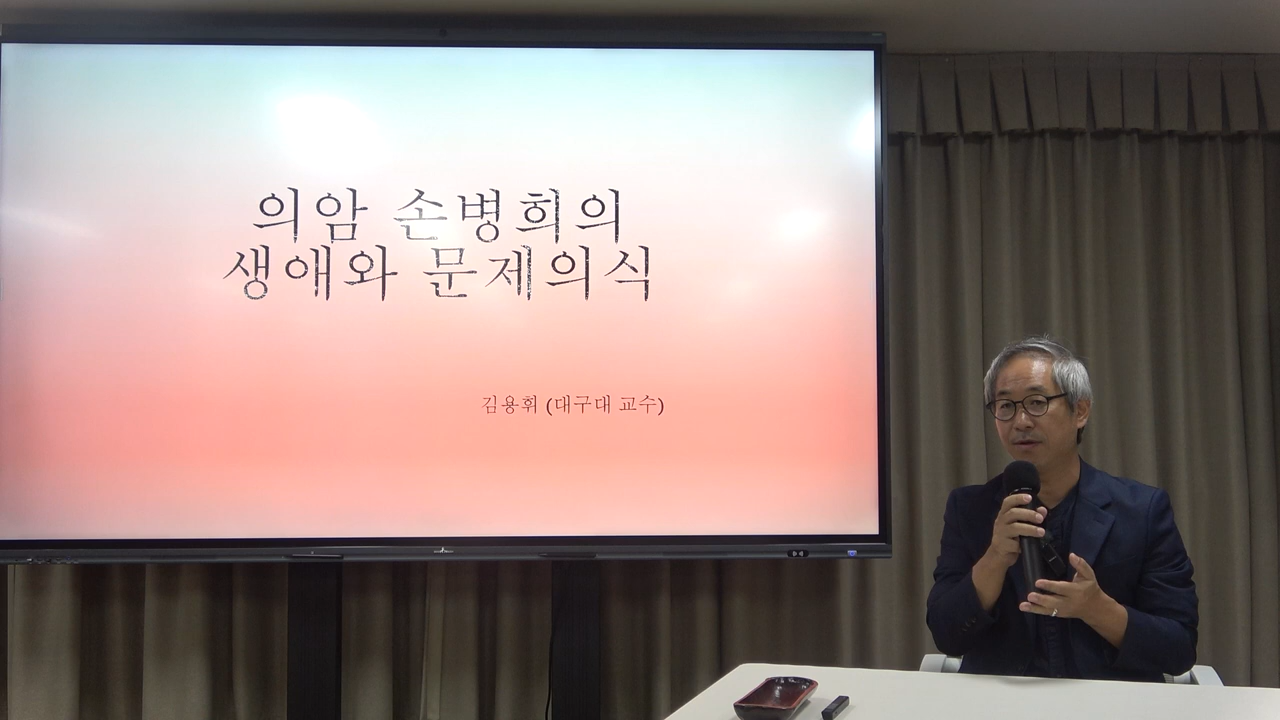 의암 손병희의
생애와 문제의식
김용휘 (대구대 교수)